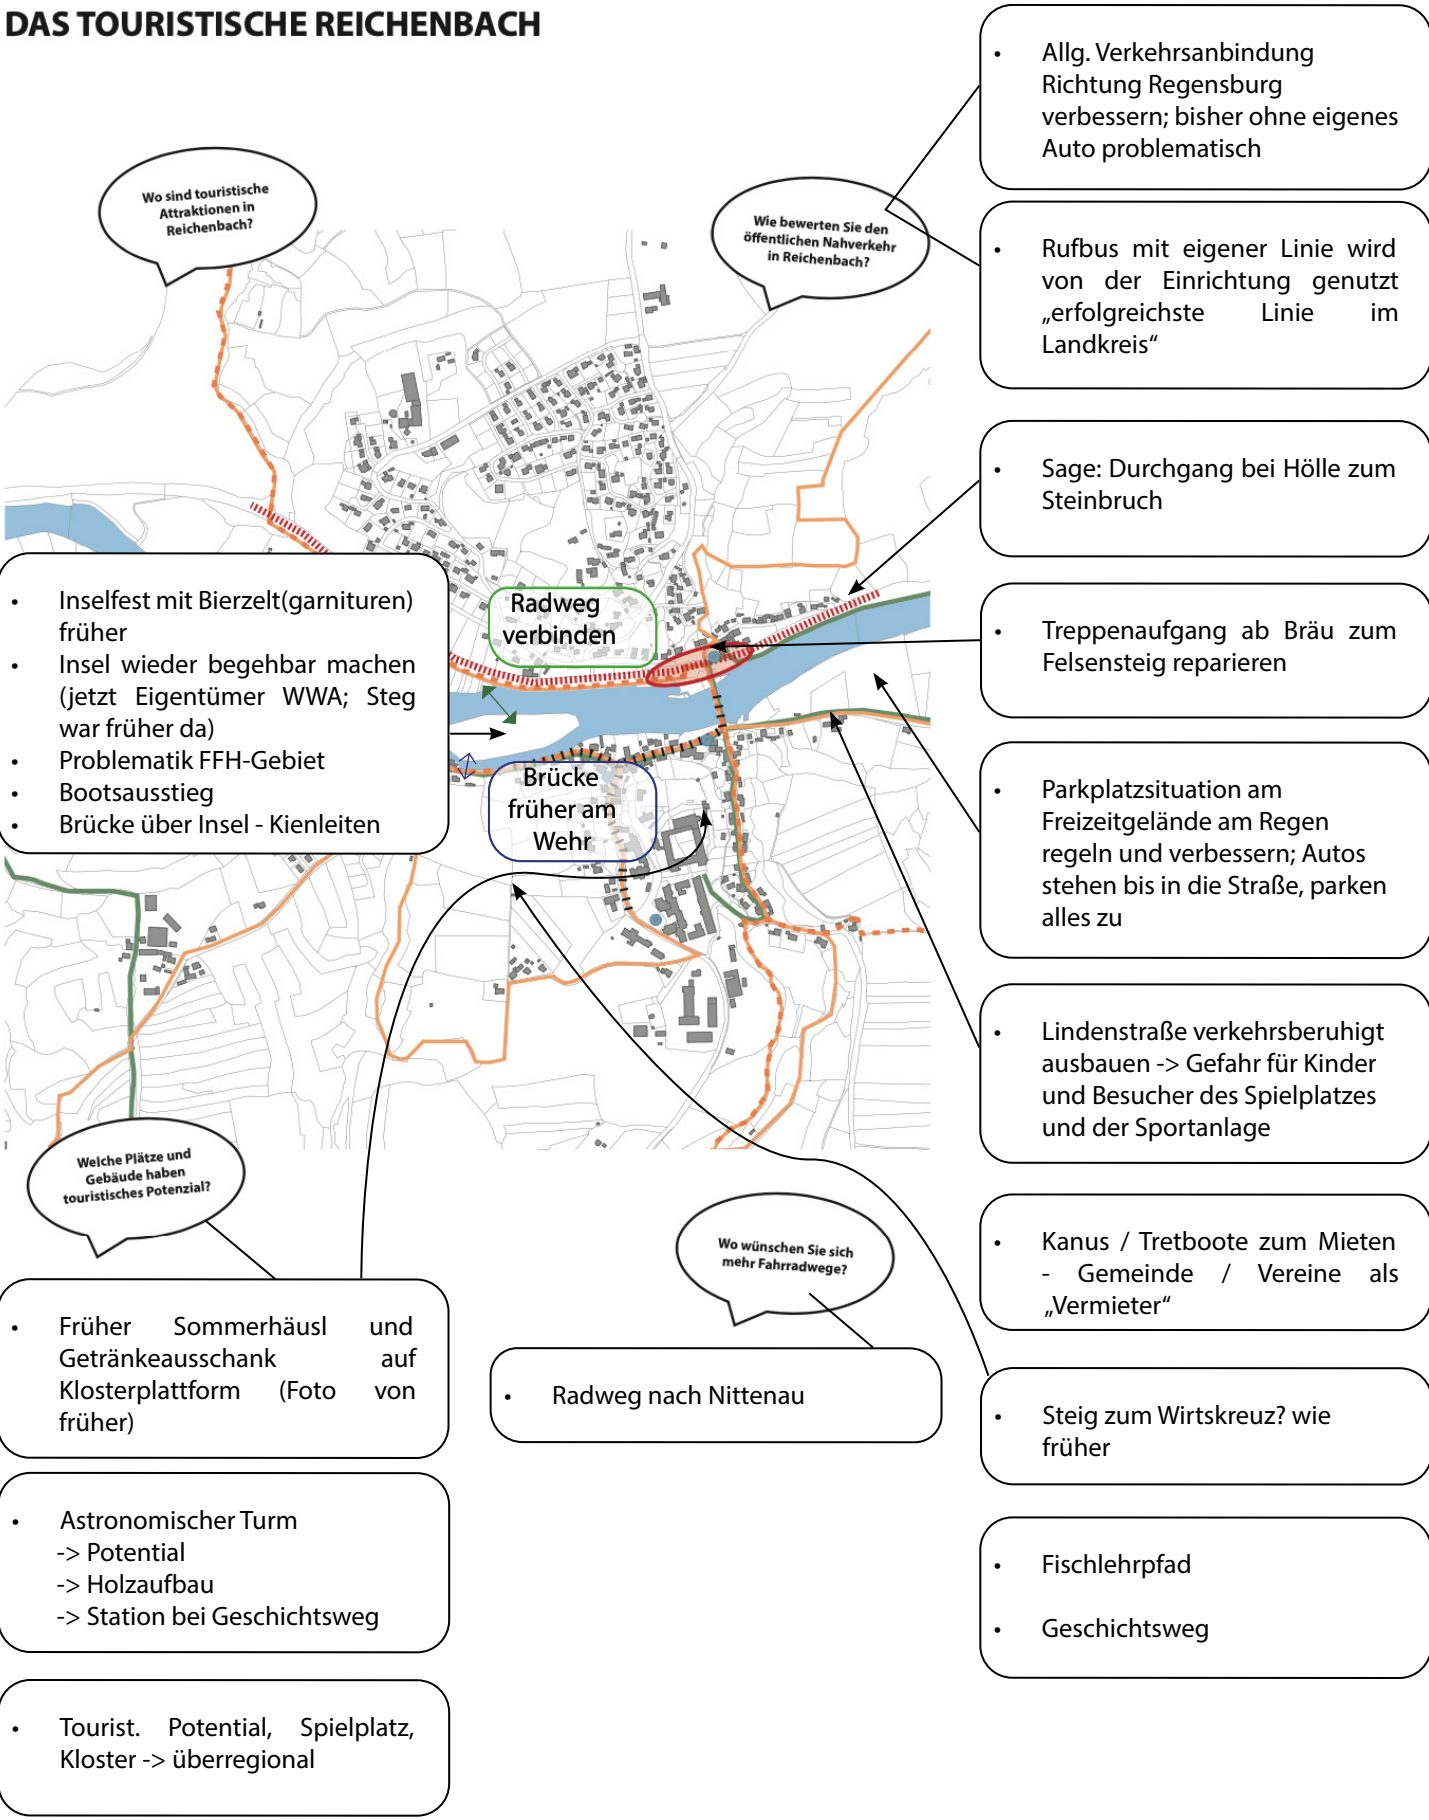 DAS TOURISTISCHE REICHENBACH
Wo sind touristische
Attraktionen in
Reichenbach?
Wie bewerten Sie den
öffentlichen Nahverkehr
in Reichenbach?
• Allg. Verkehrsanbindung
Richtung Regensburg
verbessern; bisher ohne eigenes
Auto problematisch
• Rufbus mit eigener Linie wird
von der Einrichtung genutzt
„erfolgreichste Linie im
Landkreis“
• Sage: Durchgang bei Hölle zum
Steinbruch
• Inselfest mit Bierzelt(garnituren)
früher
• Insel wieder begehbar machen
(jetzt Eigentümer WWA; Steg
war früher da)
• Problematik FFH-Gebiet
• Bootsausstieg
• Brücke über Insel - Kienleiten
Radweg
verbinden
Brücke
früher am
Wehr
• Treppenaufgang ab Bräu zum
Felsensteig reparieren
• Parkplatzsituation am
Freizeitgelände am Regen
regeln und verbessern; Autos
stehen bis in die Straße, parken
alles zu
• Lindenstraße verkehrsberuhigt
ausbauen -> Gefahr für Kinder
und Besucher des Spielplatzes
und der Sportanlage
Welche Plätze und
Gebäude haben
touristisches Potenzial?
Wo wünschen Sie sich
mehr Fahrradwege?
• Kanus / Tretboote zum Mieten
- Gemeinde / Vereine als
„Vermieter“
• Früher Sommerhäusl und
Getränkeausschank auf
Klosterplattform (Foto von
früher)
• Radweg nach Nittenau
• Steig zum Wirtskreuz? wie
früher
• Astronomischer Turm
-> Potential
-> Holzaufbau
-> Station bei Geschichtsweg
• Fischlehrpfad
• Geschichtsweg
• Tourist. Potential, Spielplatz,
Kloster -> überregional